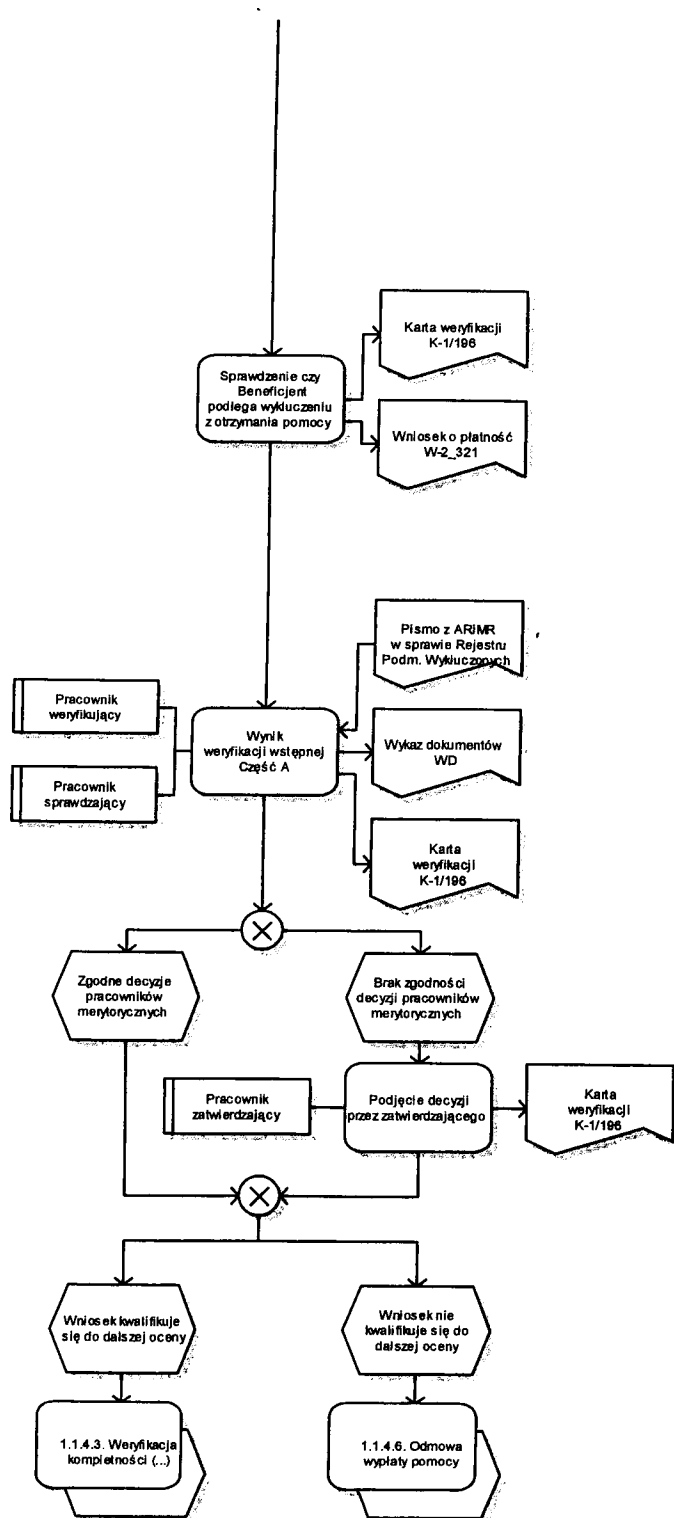 Karta weryfikacji
K-1/196
Sprawdzenie czy
Beneficjent
podlega wykluczeniu
z otrzymania pomocy
Wniosek o płatność
W-2_321
Pismo z ARiMR
w sprawie Rejestru
Podm. Wykluczonych
Pracownik
weryfikujący
Wynik
weryfikacji wstępnej
Część A
Wykaz dokumentów
WD
Pracownik
sprawdzający
Karta
weryfikacji
K-1/196
Zgodne decyzje
pracowników
merytorycznych
Brak zgodności
decyzji pracowników
merytorycznych
Pracownik
zatwierdzający
Podjęcie decyzji
przez zatwierdzającego
Karta
weryfikacji
K-1/196
Wniosek kwalifikuje
się do dalszej oceny
Wniosek nie
kwalifikuje się do
dalszej oceny
1.1.4.3. Weryfikacja
kompletności (...)
1.1.4.6. Odmowa
wypłaty pomocy